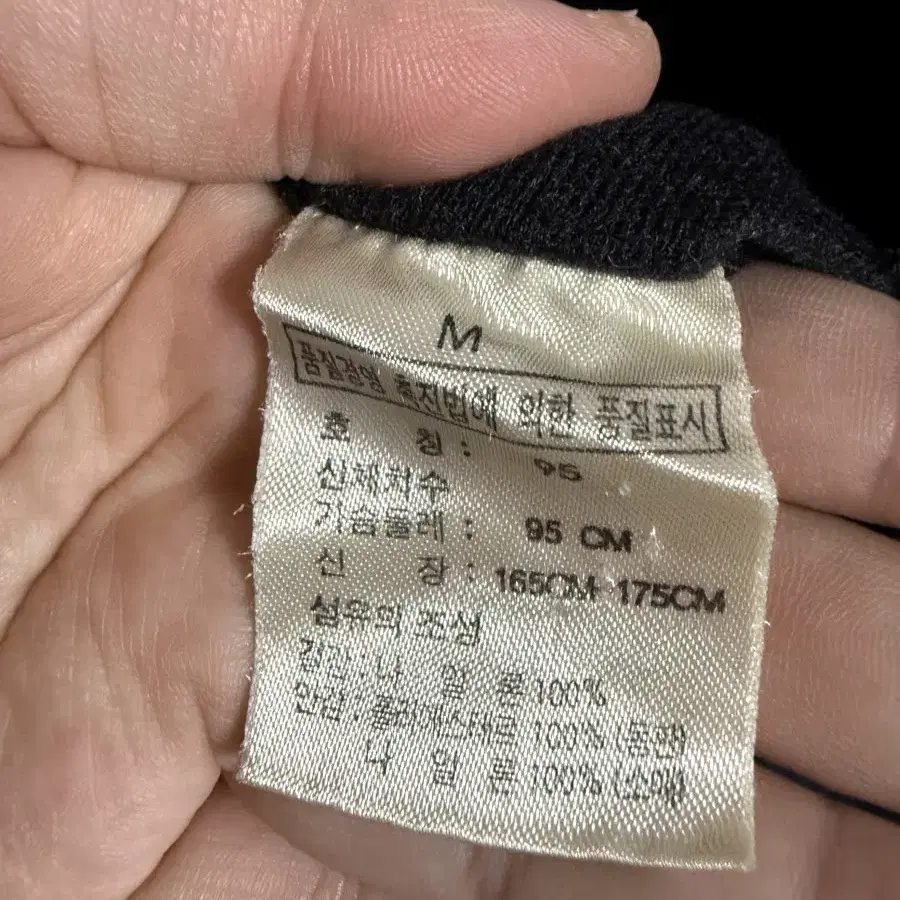 M
품질경영 촉진법에 의한 품질표시
호 칭 : 95
신체치수
가슴둘레 : 95 CM
신 장 : 165CM-175CM
섬유의 조성
겉감 : 나 일 론 100%
안감 : 폴리에스테르 100% (몸판)
나 일 론 100% (소매)